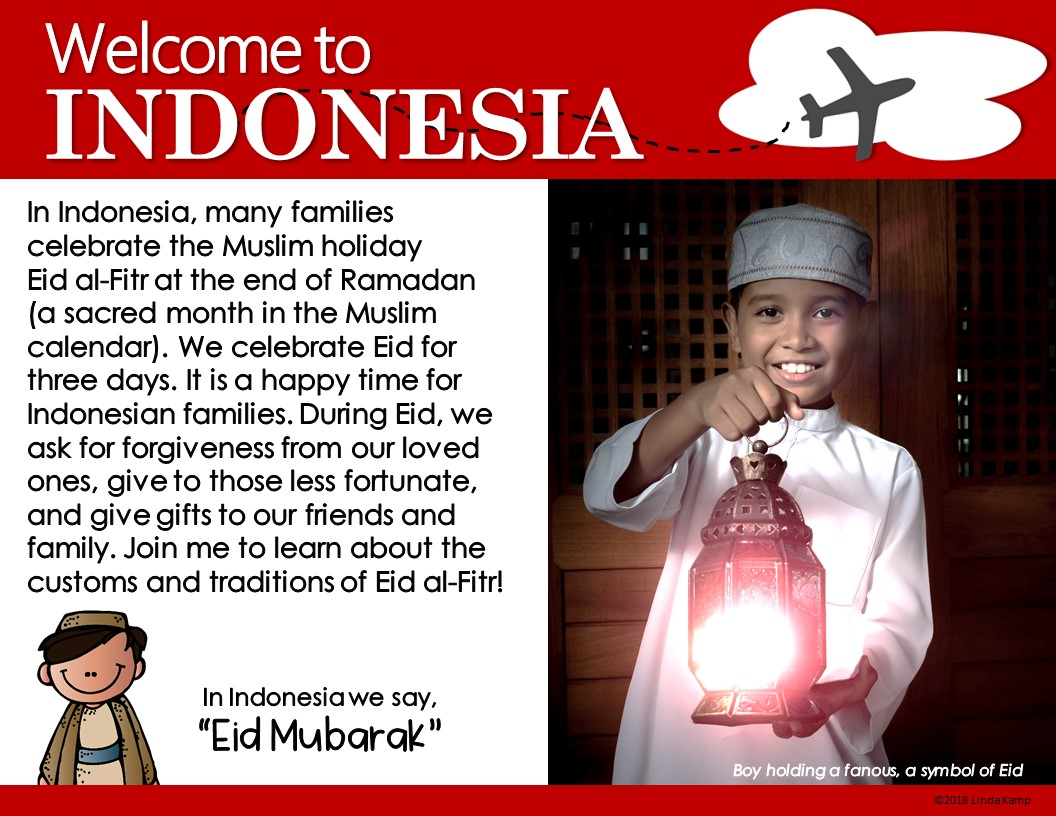 Welcome to
INDONESIA
In Indonesia, many families
celebrate the Muslim holiday
Eid al-Fitr at the end of Ramadan
(a sacred month in the Muslim
calendar). We celebrate Eid for
three days. It is a happy time for
Indonesian families. During Eid, we
ask for forgiveness from our loved
ones, give to those less fortunate,
and give gifts to our friends and
family. Join me to learn about the
customs and traditions of Eid al-Fitr!
In Indonesia we say,
“Eid Mubarak”
Boy holding a fanous, a symbol of Eid
©2018 Linda Kamp